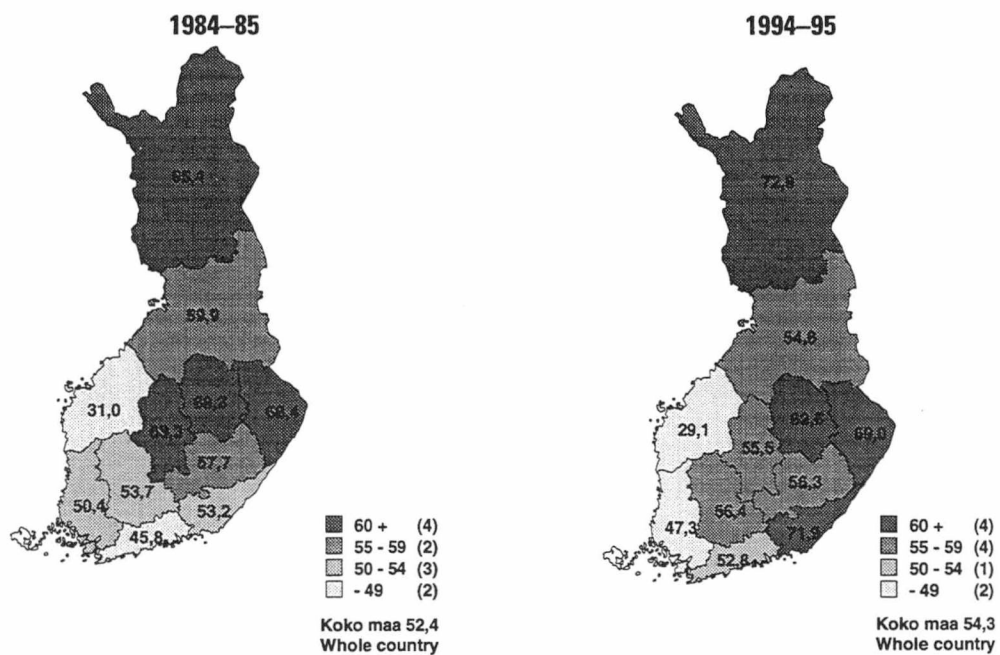 1984–85
1994–95
65,4
59,9
31,0
63,3
68,4
57,7
53,7
50,4
53,2
45,8
60 + (4)
55 - 59 (2)
50 - 54 (3)
- 49 (2)
Koko maa 52,4
Whole country
72,9
54,8
29,1
55,5
62,6
69,0
56,3
56,4
47,3
71,9
52,8
60 + (4)
55 - 59 (4)
50 - 54 (1)
- 49 (2)
Koko maa 54,3
Whole country